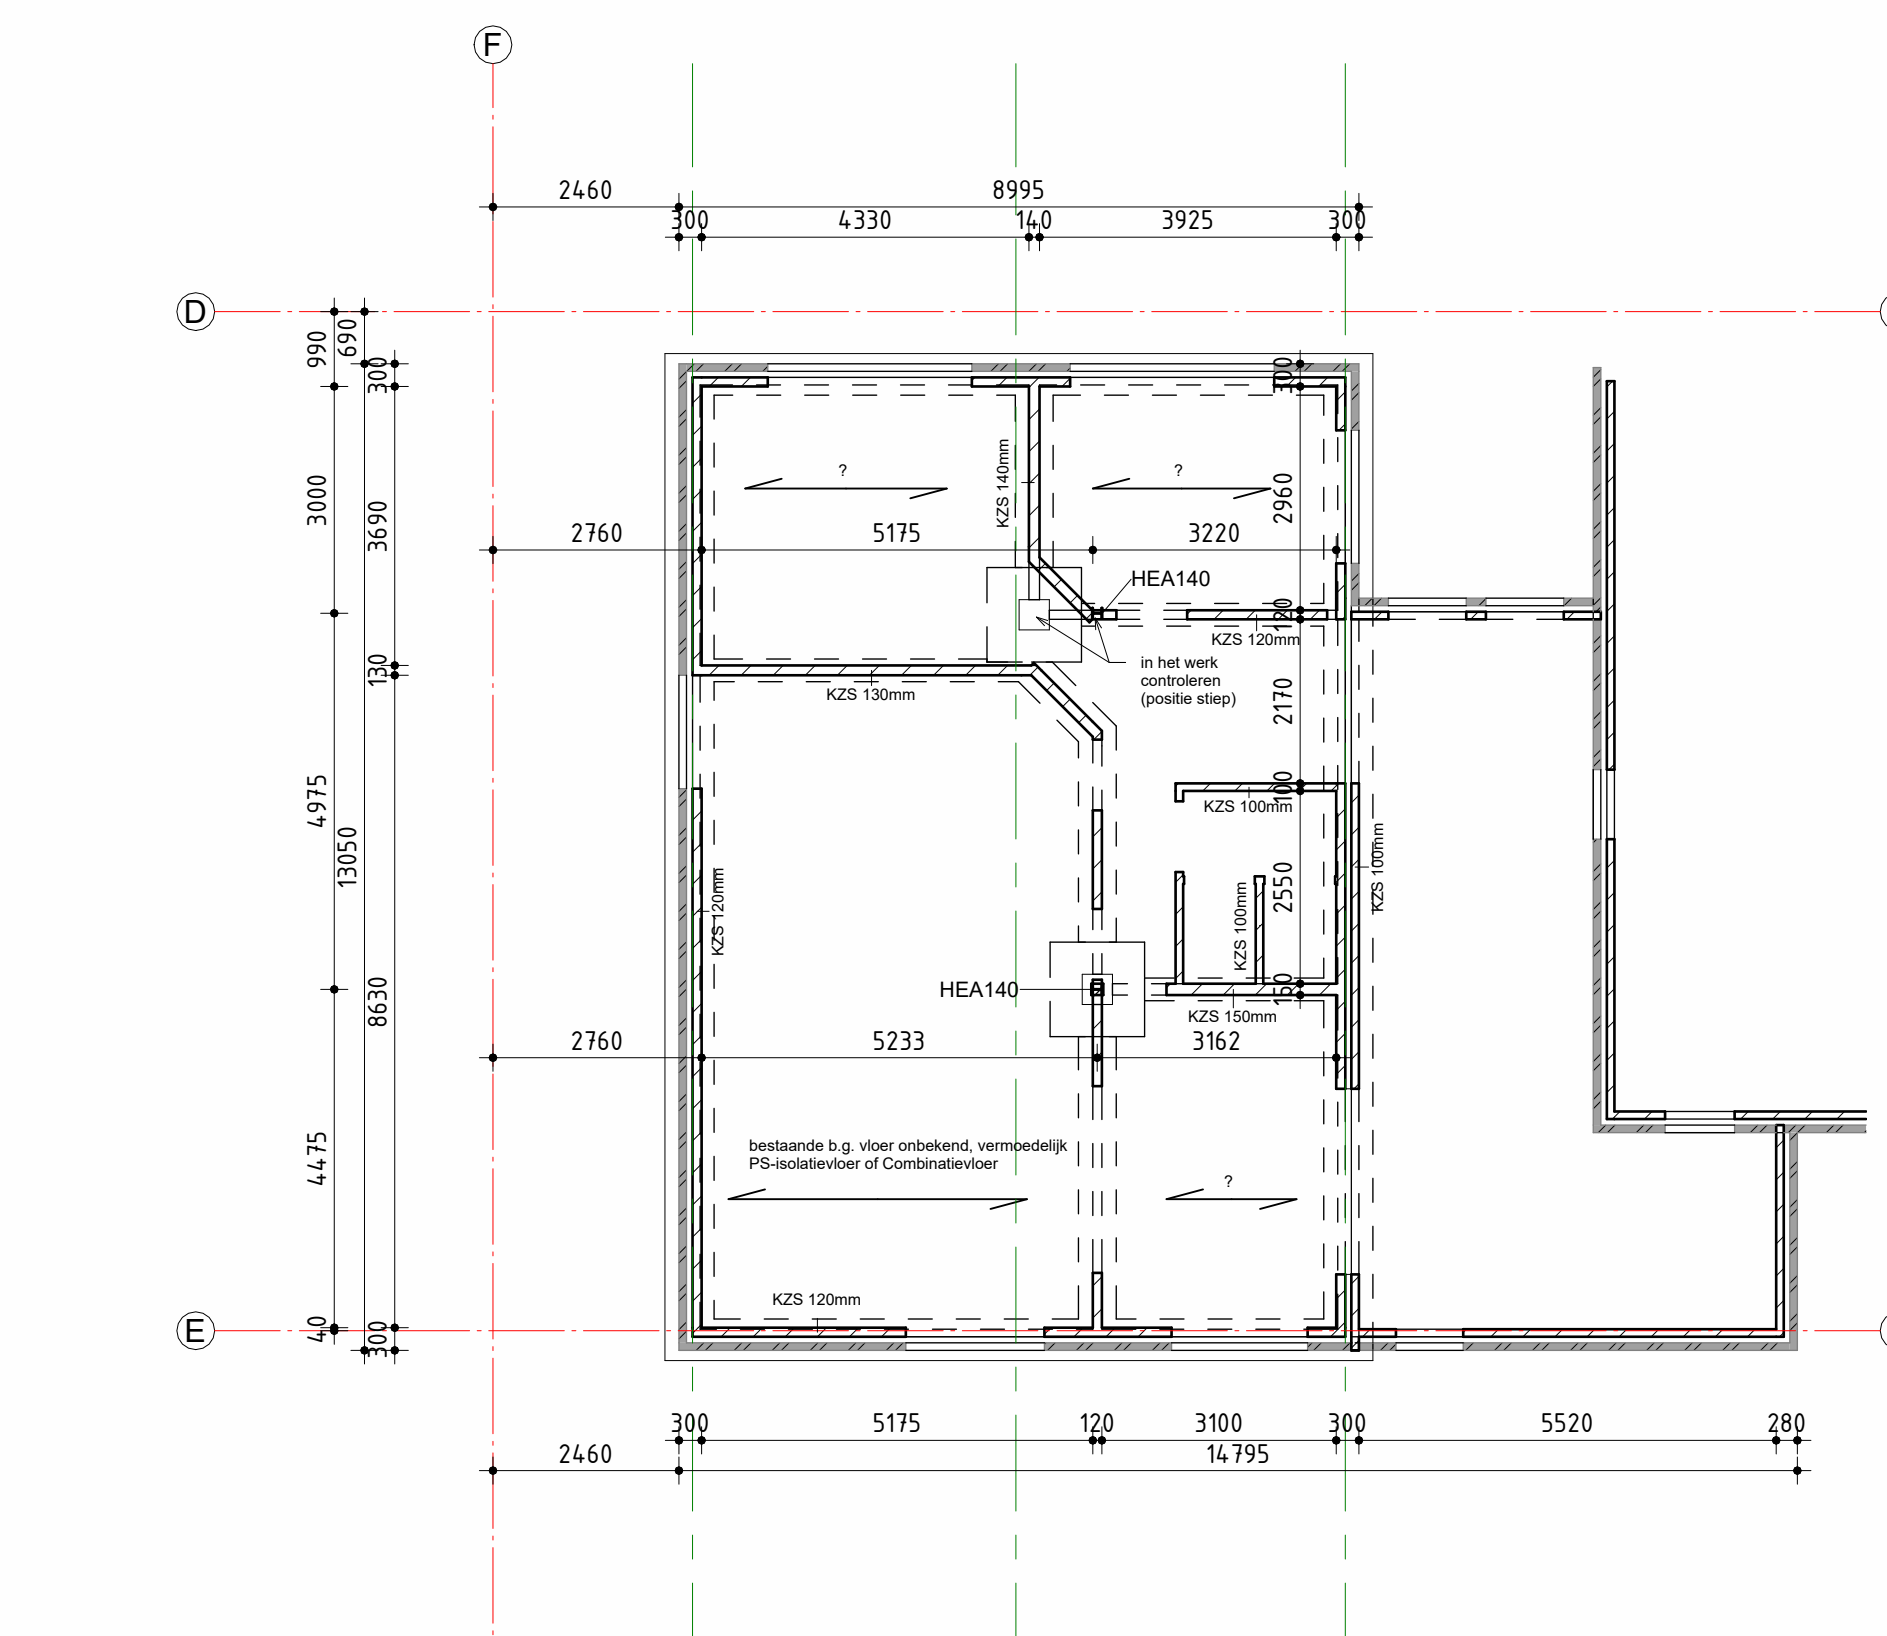 F
2460
8995
300
4330
140
3925
300
D
990
690
300
300
?
?
KZS 140mm
3000
3690
2960
2760
5175
3220
HEA140
120
KZS 120mm
in het werk
controleren
(positie stiep)
130
KZS 130mm
2170
4975
100
KZS 100mm
13050
KZS 100mm
2550
KZS 120mm
KZS 100mm
8630
HEA140
150
KZS 150mm
2760
5233
3162
4475
bestaande b.g. vloer onbekend, vermoedelijk
PS-isolatievloer of Combinatievloer
?
KZS 120mm
E
40
300
300
5175
120
3100
300
5520
280
2460
14795